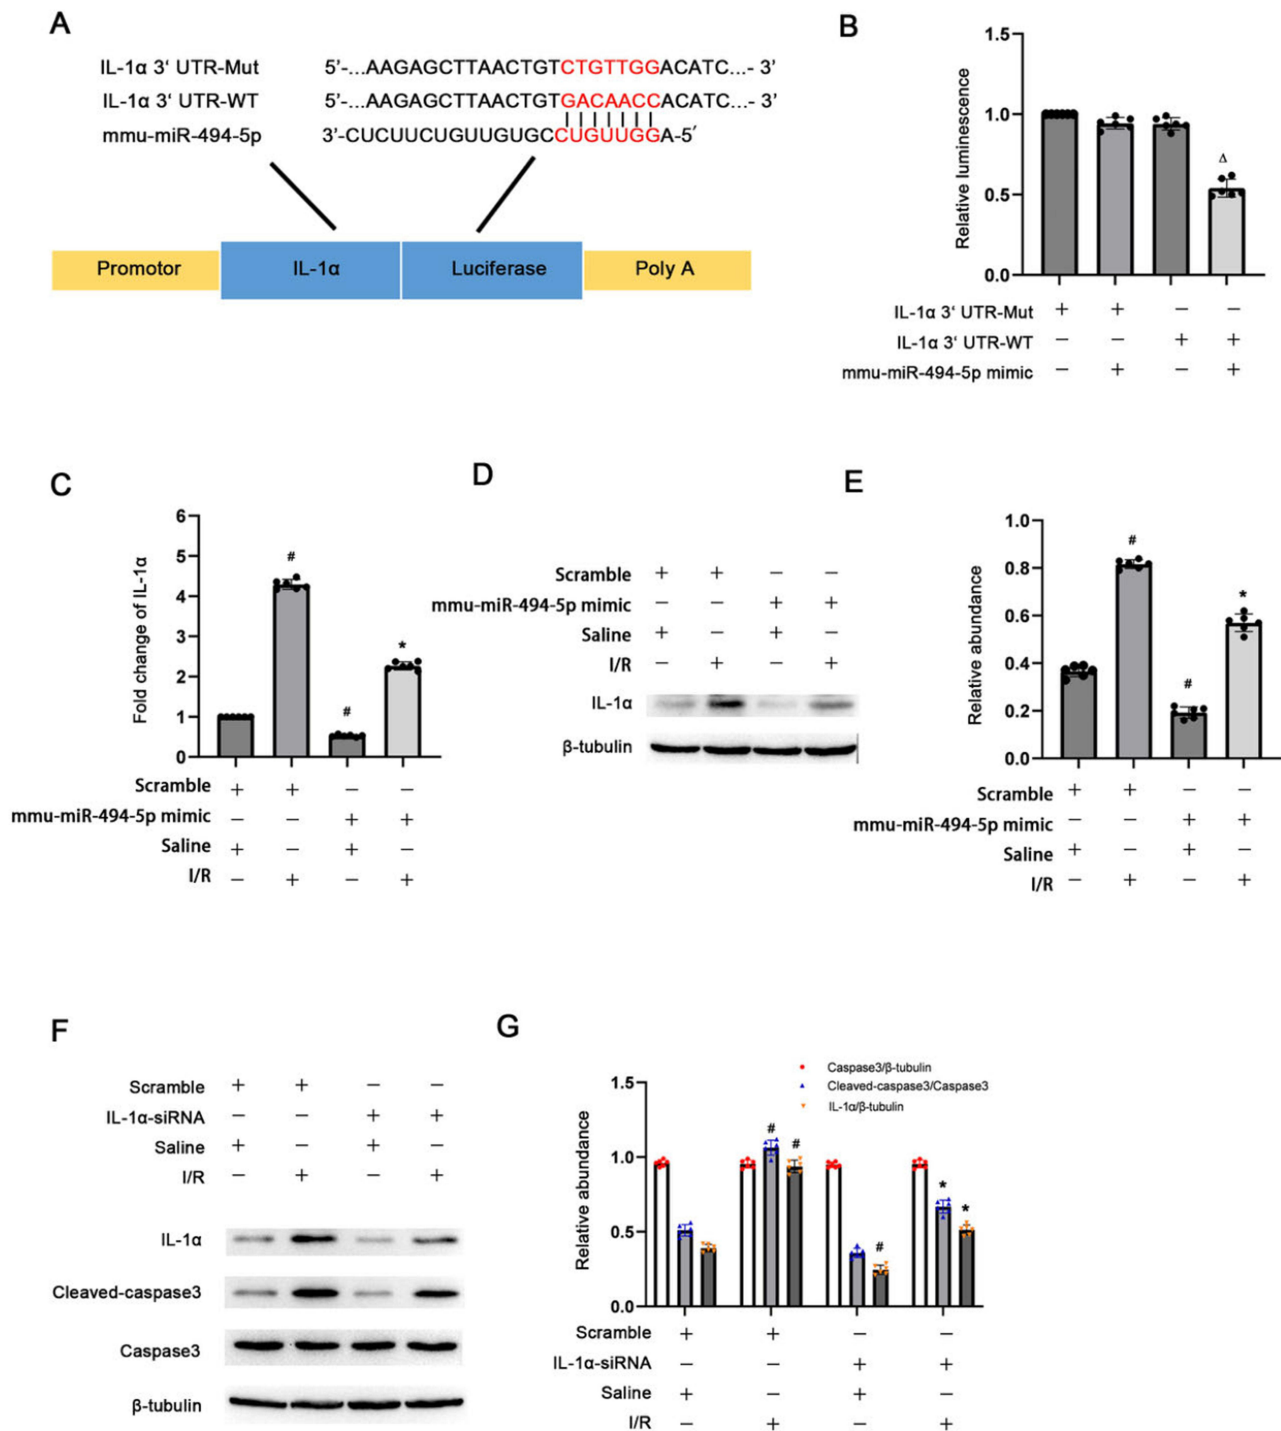 A
IL-1α 3‘ UTR-Mut 5’-...AAGAGCTTAACTGTCTGTTGGACATC...- 3’
IL-1α 3‘ UTR-WT 5’-...AAGAGCTTAACTGTGACAACCACATC...- 3’
mmu-miR-494-5p 3’-CUCUUCUGUUGUGCCUGUUGGA-5′
Promotor IL-1α Luciferase Poly A
B
Relative luminescence
1.5
1.0
0.5
0.0
Δ
IL-1α 3‘ UTR-Mut + + − −
IL-1α 3‘ UTR-WT − − + +
mmu-miR-494-5p mimic − + − +
C
Fold change of IL-1α
6
5
4
3
2
1
0
# # *
Scramble + + − −
mmu-miR-494-5p mimic − − + +
Saline + − + −
I/R − + − +
D
Scramble + + − −
mmu-miR-494-5p mimic − − + +
Saline + − + −
I/R − + − +
IL-1α
β-tubulin
E
Relative abundance
1.0
0.8
0.6
0.4
0.2
0.0
# # *
Scramble + + − −
mmu-miR-494-5p mimic − − + +
Saline + − + −
I/R − + − +
F
Scramble + + − −
IL-1α-siRNA − − + +
Saline + − + −
I/R − + − +
IL-1α
Cleaved-caspase3
Caspase3
β-tubulin
G
Caspase3/β-tubulin
Cleaved-caspase3/Caspase3
IL-1α/β-tubulin
Relative abundance
1.5
1.0
0.5
0.0
# # # * *
Scramble + + − −
IL-1α-siRNA − − + +
Saline + − + −
I/R − + − +